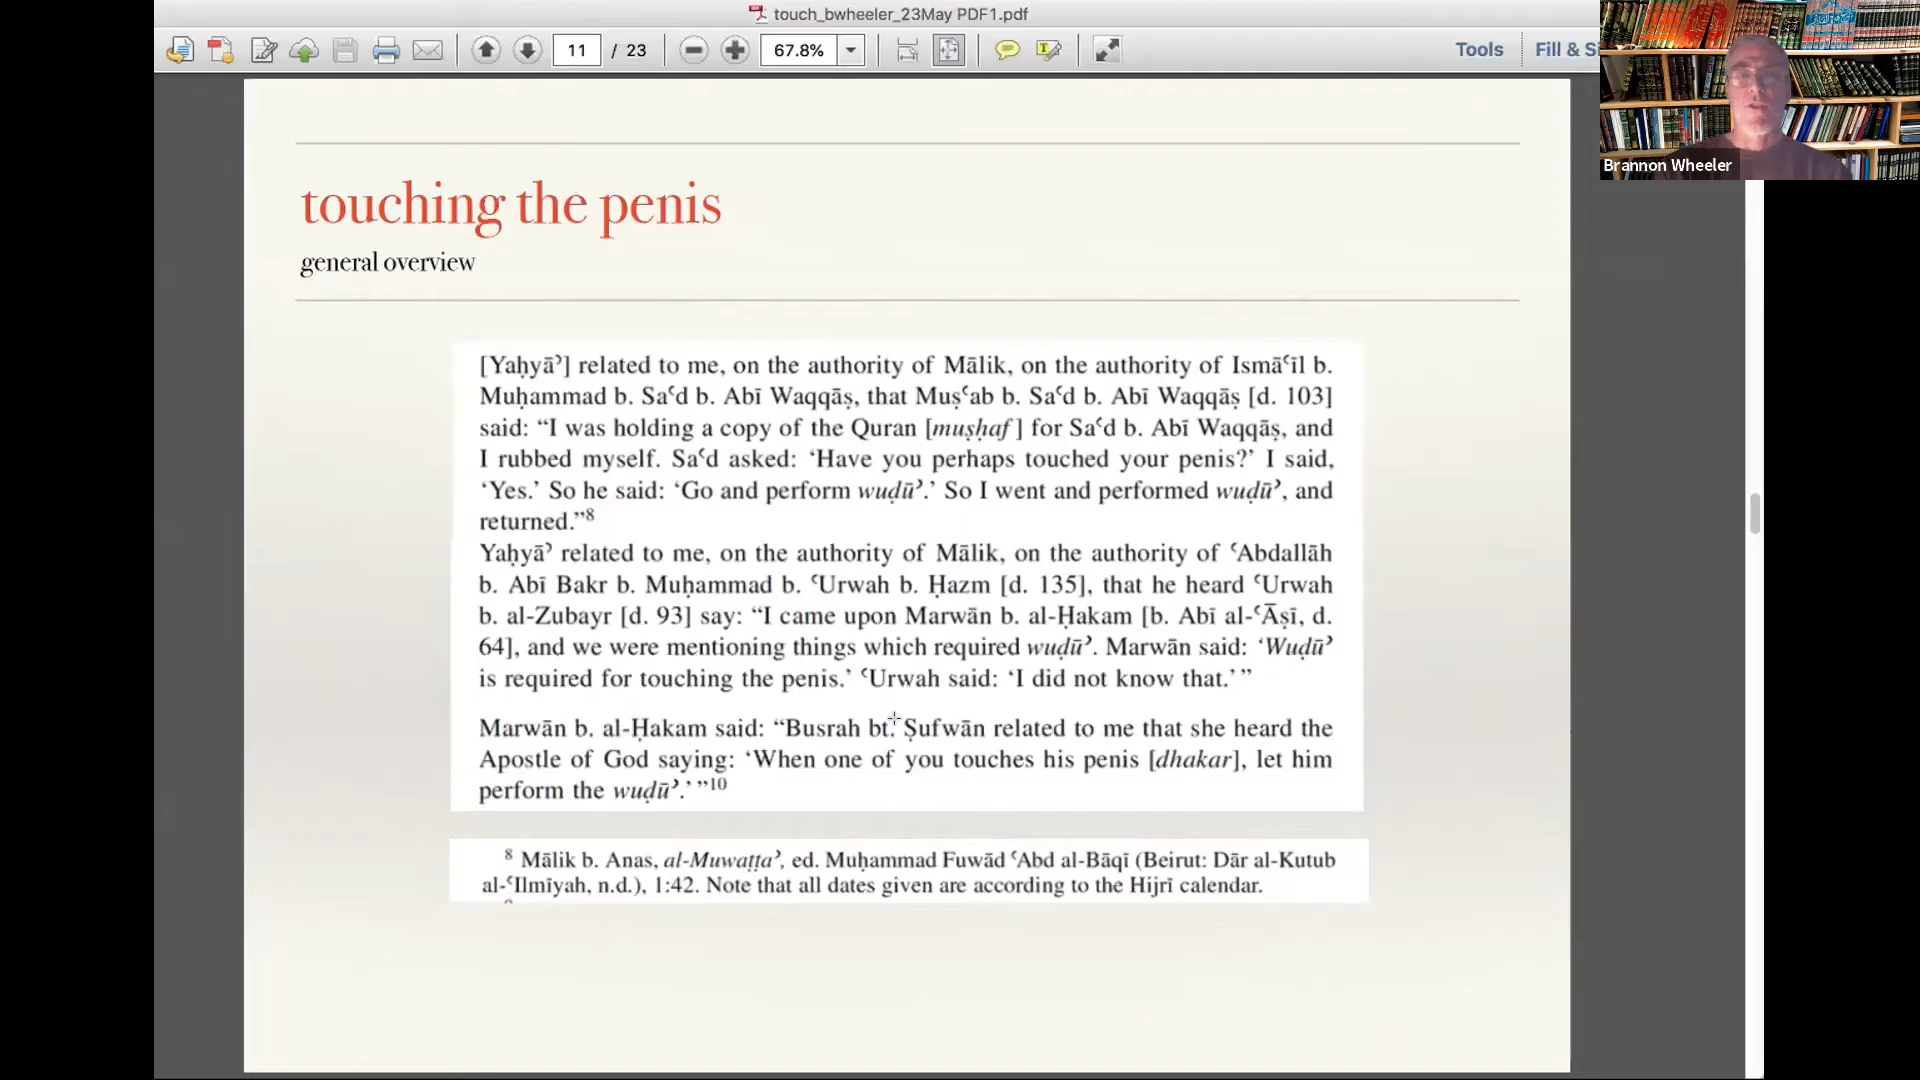 touch_bwheeler_23May PDF1.pdf
11 / 23
67.8%
Tools
Fill & S
Brannon Wheeler
touching the penis
general overview
[Yaḥyāʾ] related to me, on the authority of Mālik, on the authority of Ismāʿīl b.
Muḥammad b. Saʿd b. Abī Waqqāṣ, that Muṣʿab b. Saʿd b. Abī Waqqāṣ [d. 103]
said: “I was holding a copy of the Quran [muṣḥaf] for Saʿd b. Abī Waqqāṣ, and
I rubbed myself. Saʿd asked: ‘Have you perhaps touched your penis?’ I said,
‘Yes.’ So he said: ‘Go and perform wuḍūʾ.’ So I went and performed wuḍūʾ, and
returned.”⁸
Yaḥyāʾ related to me, on the authority of Mālik, on the authority of ʿAbdallāh
b. Abī Bakr b. Muḥammad b. ʿUrwah b. Ḥazm [d. 135], that he heard ʿUrwah
b. al-Zubayr [d. 93] say: “I came upon Marwān b. al-Ḥakam [b. Abī al-ʿĀṣī, d.
64], and we were mentioning things which required wuḍūʾ. Marwān said: ‘Wuḍūʾ
is required for touching the penis.’ ʿUrwah said: ‘I did not know that.’ ”
Marwān b. al-Ḥakam said: “Busrah bt. Ṣufwān related to me that she heard the
Apostle of God saying: ‘When one of you touches his penis [dhakar], let him
perform the wuḍūʾ.’ ”¹⁰
⁸ Mālik b. Anas, al-Muwaṭṭaʾ, ed. Muḥammad Fuwād ʿAbd al-Bāqī (Beirut: Dār al-Kutub
al-ʿIlmīyah, n.d.), 1:42. Note that all dates given are according to the Hijrī calendar.